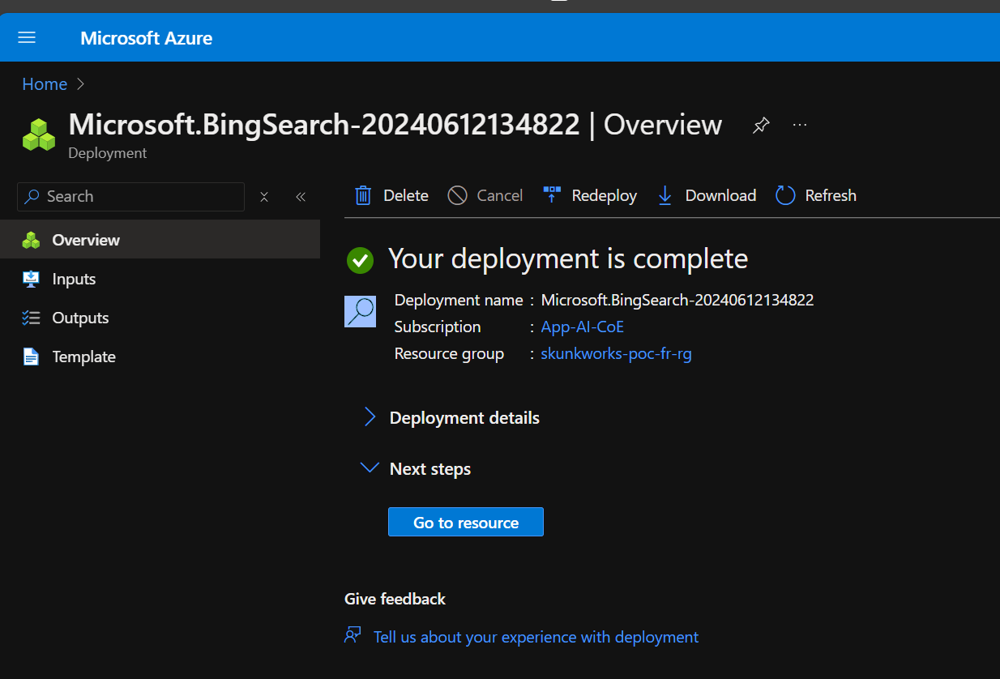 Microsoft Azure
Home
Microsoft.BingSearch-20240612134822 | Overview
Deployment
Search
Delete
Cancel
Redeploy
Download
Refresh
Overview
Inputs
Outputs
Template
Your deployment is complete
Deployment name : Microsoft.BingSearch-20240612134822
Subscription : App-AI-CoE
Resource group : skunkworks-poc-fr-rg
Deployment details
Next steps
Go to resource
Give feedback
Tell us about your experience with deployment